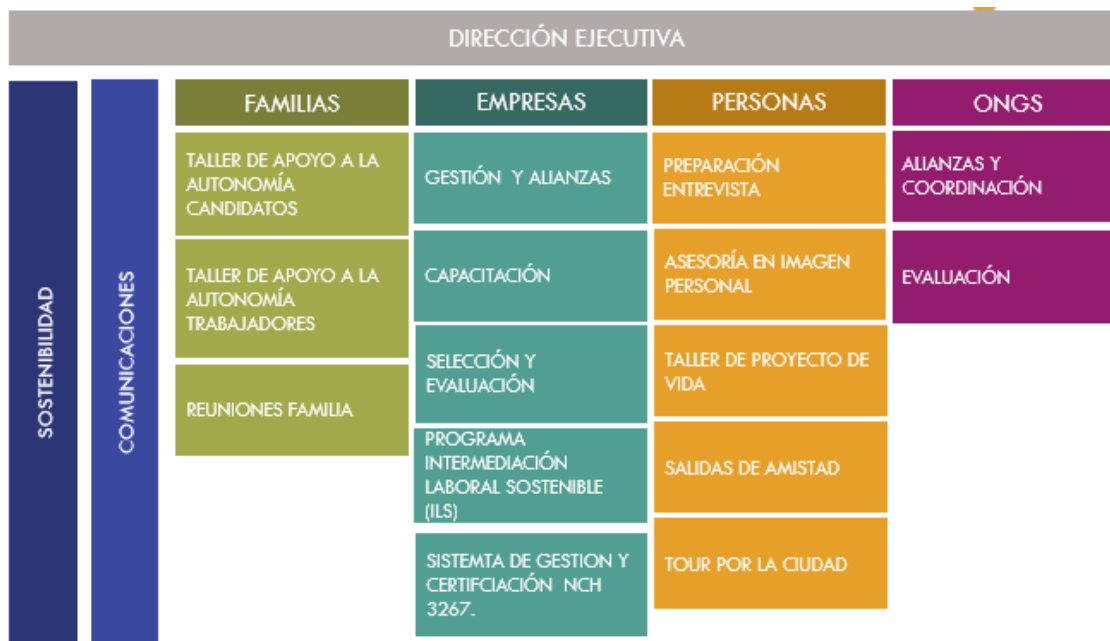 DIRECCIÓN EJECUTIVA
SOSTENIBILIDAD
COMUNICACIONES
FAMILIAS
TALLER DE APOYO A LA
AUTONOMÍA
CANDIDATOS
TALLER DE APOYO A LA
AUTONOMÍA
TRABAJADORES
REUNIONES FAMILIA
EMPRESAS
GESTIÓN Y ALIANZAS
CAPACITACIÓN
SELECCIÓN Y
EVALUACIÓN
PROGRAMA
INTERMEDIACIÓN
LABORAL SOSTENIBLE
(ILS)
SISTEMTA DE GESTION Y
CERTIFCIACIÓN NCH
3267.
PERSONAS
PREPARACIÓN
ENTREVISTA
ASESORÍA EN IMAGEN
PERSONAL
TALLER DE PROYECTO DE
VIDA
SALIDAS DE AMISTAD
TOUR POR LA CIUDAD
ONGS
ALIANZAS Y
COORDINACIÓN
EVALUACIÓN